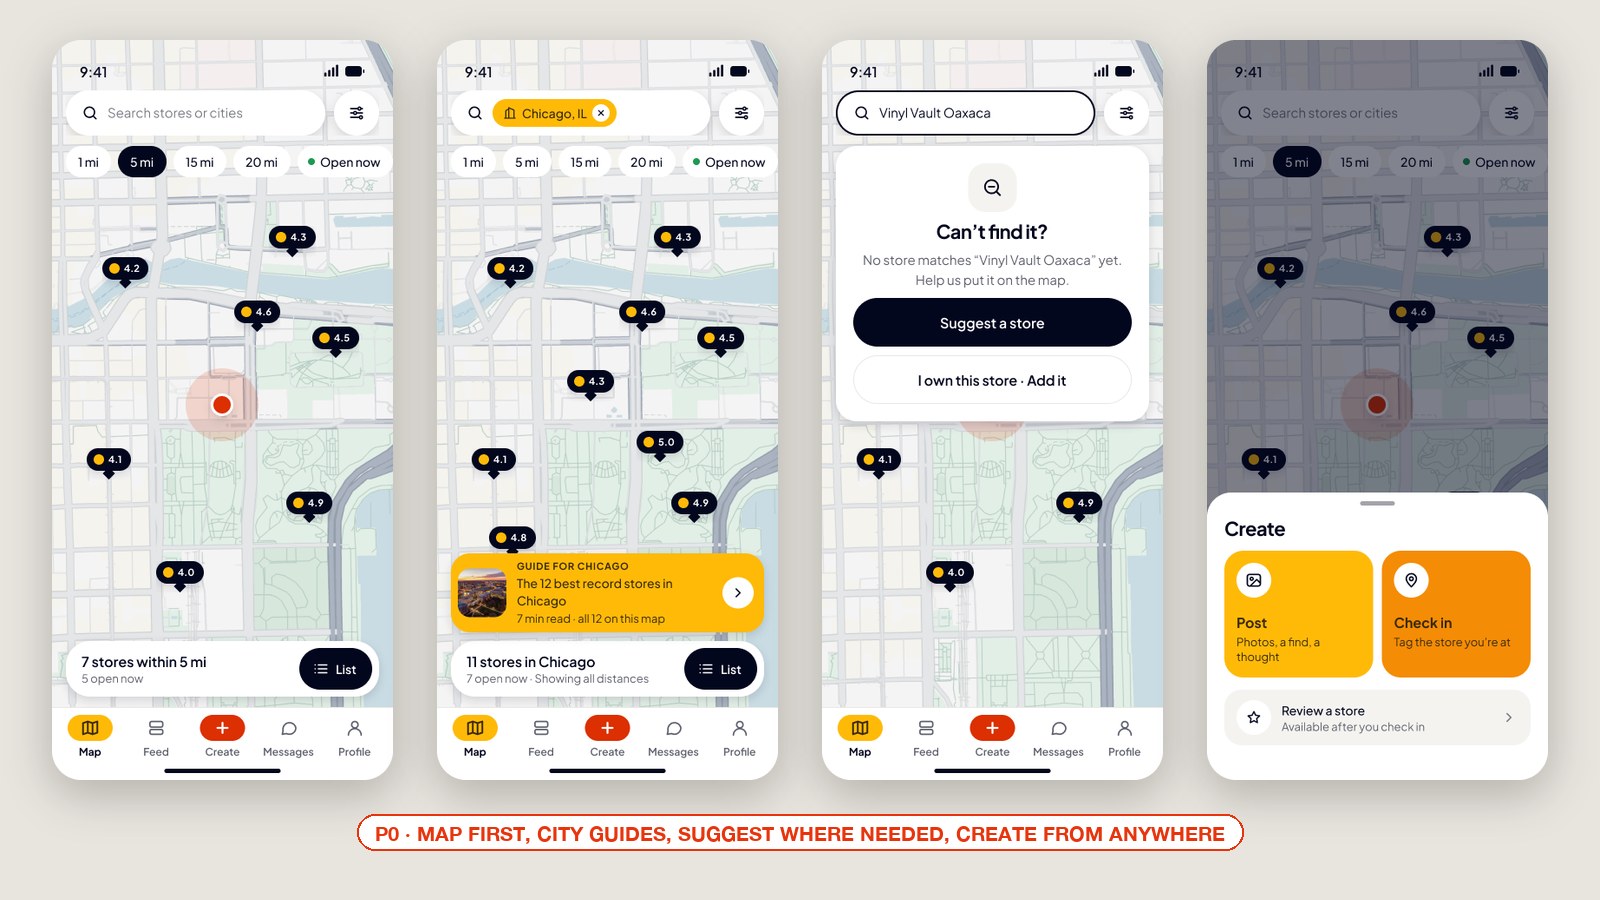 9:41
Search stores or cities
1 mi
5 mi
15 mi
20 mi
Open now
4.3
4.2
4.6
4.5
4.1
4.9
4.0
7 stores within 5 mi
5 open now
List
Map
Feed
Create
Messages
Profile
9:41
Chicago, IL
1 mi
5 mi
15 mi
20 mi
Open now
4.3
4.2
4.6
4.5
4.3
5.0
4.1
4.9
4.8
GUIDE FOR CHICAGO
The 12 best record stores in
Chicago
7 min read · all 12 on this map
11 stores in Chicago
7 open now · Showing all distances
List
Map
Feed
Create
Messages
Profile
9:41
Vinyl Vault Oaxaca
Can't find it?
No store matches “Vinyl Vault Oaxaca” yet.
Help us put it on the map.
Suggest a store
I own this store · Add it
4.1
4.9
4.0
Map
Feed
Create
Messages
Profile
9:41
Search stores or cities
1 mi
5 mi
15 mi
20 mi
Open now
4.3
4.2
4.6
4.5
4.1
Create
Post
Photos, a find, a
thought
Check in
Tag the store you're at
Review a store
Available after you check in
P0 · MAP FIRST, CITY GUIDES, SUGGEST WHERE NEEDED, CREATE FROM ANYWHERE